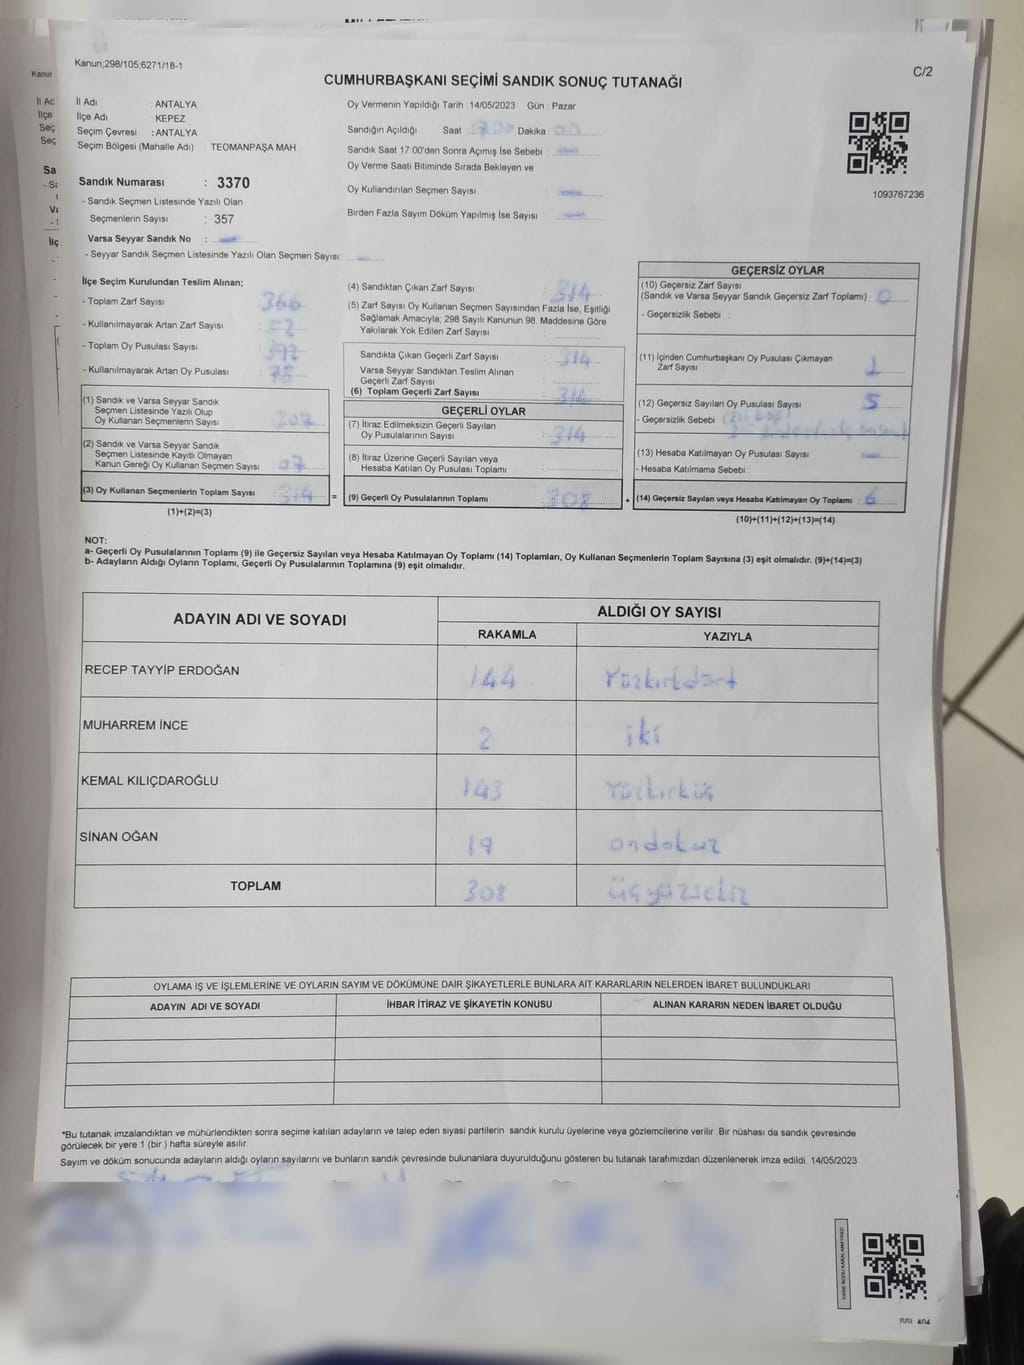 Kanun;298/105;6271/18-1
C/2
CUMHURBAŞKANI SEÇİMİ SANDIK SONUÇ TUTANAĞI
İl Adı : ANTALYA
İlçe Adı : KEPEZ
Seçim Çevresi : ANTALYA
Seçim Bölgesi (Mahalle Adı) : TEOMANPAŞA MAH
Sandık Numarası : 3370
- Sandık Seçmen Listesinde Yazılı Olan
Seçmenlerin Sayısı : 357
Varsa Seyyar Sandık No :
- Seyyar Sandık Seçmen Listesinde Yazılı Olan Seçmen Sayısı:
Oy Vermenin Yapıldığı Tarih :14/05/2023 Gün : Pazar
Sandığın Açıldığı Saat : Dakika :
Sandık Saat 17:00'den Sonra Açımış İse Sebebi :
Oy Verme Saati Bitiminde Sırada Bekleyen ve
Oy Kullandırılan Seçmen Sayısı :
Birden Fazla Sayım Döküm Yapılmış İse Sayısı :
1093767236
İlçe Seçim Kurulundan Teslim Alınan;
- Toplam Zarf Sayısı : 366
- Kullanılmayarak Artan Zarf Sayısı :
- Toplam Oy Pusulası Sayısı : 392
- Kullanılmayarak Artan Oy Pusulası : 78
(1) Sandık ve Varsa Seyyar Sandık
Seçmen Listesinde Yazılı Olup
Oy Kullanan Seçmenlerin Sayısı : 307
(2) Sandık ve Varsa Seyyar Sandık
Seçmen Listesinde Kayıtlı Olmayan
Kanun Gereği Oy Kullanan Seçmen Sayısı : 07
(3) Oy Kullanan Seçmenlerin Toplam Sayısı : 314 =
(1)+(2)=(3)
(4) Sandıktan Çıkan Zarf Sayısı : 314
(5) Zarf Sayısı Oy Kullanan Seçmen Sayısından Fazla İse, Eşitliği
Sağlamak Amacıyla; 298 Sayılı Kanunun 98. Maddesine Göre
Yakılarak Yok Edilen Zarf Sayısı :
Sandıkta Çıkan Geçerli Zarf Sayısı : 314
Varsa Seyyar Sandıktan Teslim Alınan
Geçerli Zarf Sayısı :
(6) Toplam Geçerli Zarf Sayısı : 314
GEÇERLİ OYLAR
(7) İtiraz Edilmeksizin Geçerli Sayılan
Oy Pusulalarının Sayısı : 314
(8) İtiraz Üzerine Geçerli Sayılan veya
Hesaba Katılan Oy Pusulası Toplamı :
(9) Geçerli Oy Pusulalarının Toplamı : 308 +
GEÇERSİZ OYLAR
(10) Geçersiz Zarf Sayısı
(Sandık ve Varsa Seyyar Sandık Geçersiz Zarf Toplamı) : 0
- Geçersizlik Sebebi :
(11) İçinden Cumhurbaşkanı Oy Pusulası Çıkmayan
Zarf Sayısı : 1
(12) Geçersiz Sayılan Oy Pusulası Sayısı : 5
- Geçersizlik Sebebi
(13) Hesaba Katılmayan Oy Pusulası Sayısı
- Hesaba Katılmama Sebebi :
(14) Geçersiz Sayılan veya Hesaba Katılmayan Oy Toplamı : 6
(10)+(11)+(12)+(13)=(14)
NOT:
a- Geçerli Oy Pusulalarının Toplamı (9) ile Geçersiz Sayılan veya Hesaba Katılmayan Oy Toplamı (14) Toplamları, Oy Kullanan Seçmenlerin Toplam Sayısına (3) eşit olmalıdır. (9)+(14)=(3)
b- Adayların Aldığı Oyların Toplamı, Geçerli Oy Pusulalarının Toplamına (9) eşit olmalıdır.
ADAYIN ADI VE SOYADI ALDIĞI OY SAYISI
RAKAMLA YAZIYLA
RECEP TAYYİP ERDOĞAN 144 Yüzkırkdört
MUHARREM İNCE 2 iki
KEMAL KILIÇDAROĞLU 143 Yüzkırküç
SİNAN OĞAN 19 ondokuz
TOPLAM 308 üçyüzsekiz
OYLAMA İŞ VE İŞLEMLERİNE VE OYLARIN SAYIM VE DÖKÜMÜNE DAİR ŞİKAYETLERLE BUNLARA AİT KARARLARIN NELERDEN İBARET BULUNDUKLARI
ADAYIN ADI VE SOYADI İHBAR İTİRAZ VE ŞİKAYETİN KONUSU ALINAN KARARIN NEDEN İBARET OLDUĞU
*Bu tutanak imzalandıktan ve mühürlendikten sonra seçime katılan adayların ve talep eden siyasi partilerin sandık kurulu üyelerine veya gözlemcilerine verilir .Bir nüshası da sandık çevresinde
görülecek bir yere 1 (bir ) hafta süreyle asılır.
Sayım ve döküm sonucunda adayların aldığı oyların sayılarını ve bunların sandık çevresinde bulunanlara duyurulduğunu gösteren bu tutanak tarafımızdan düzenlenerek imza edildi. 14/05/2023